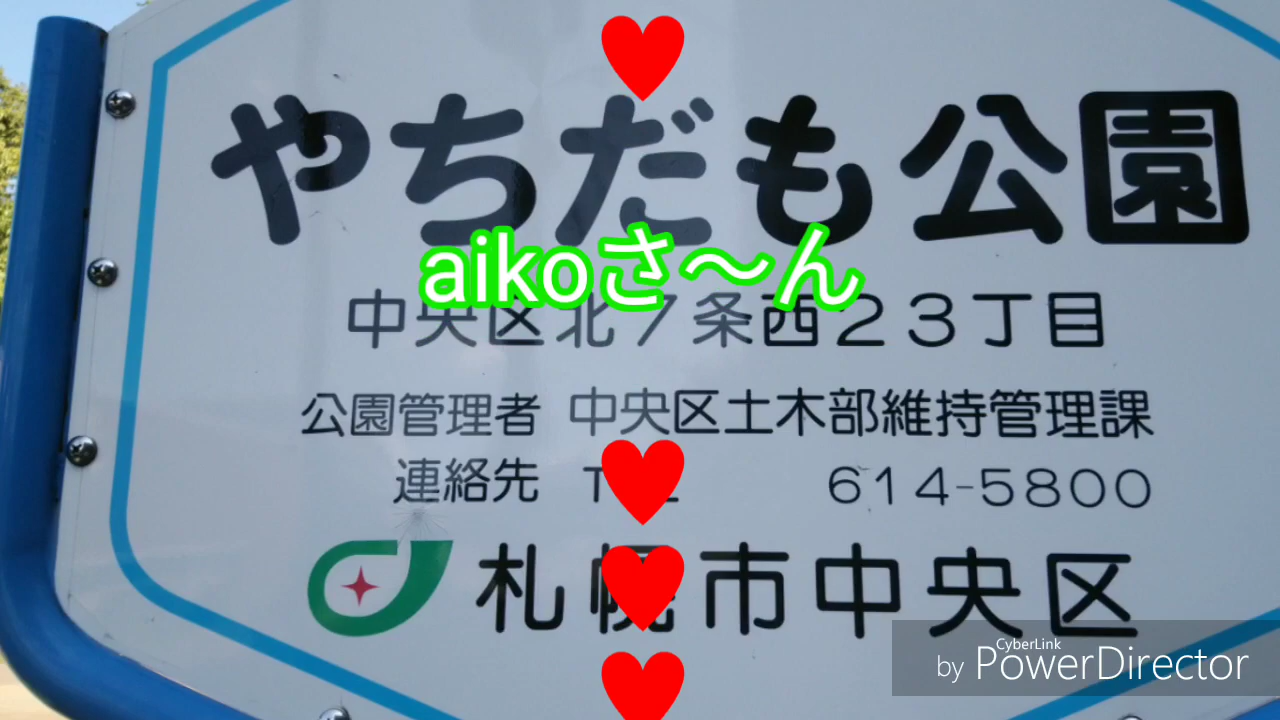 やちだも公園
aikoさ～ん
中央区北7条西２３丁目
公園管理者 中央区土木部維持管理課
連絡先 TEL 614-5800
札幌市中央区
CyberLink
by PowerDirector